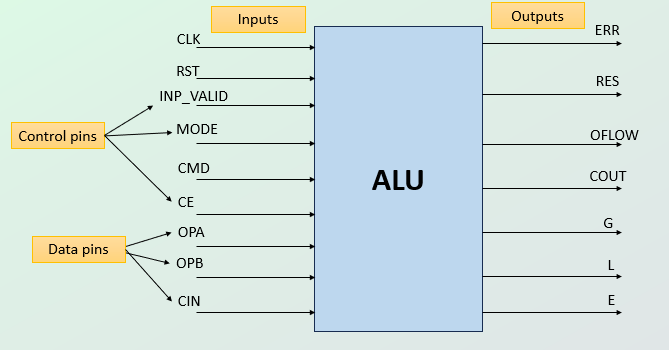 Inputs
Outputs
CLK
RST
INP_VALID
MODE
CMD
CE
OPA
OPB
CIN
Control pins
Data pins
ALU
ERR
RES
OFLOW
COUT
G
L
E